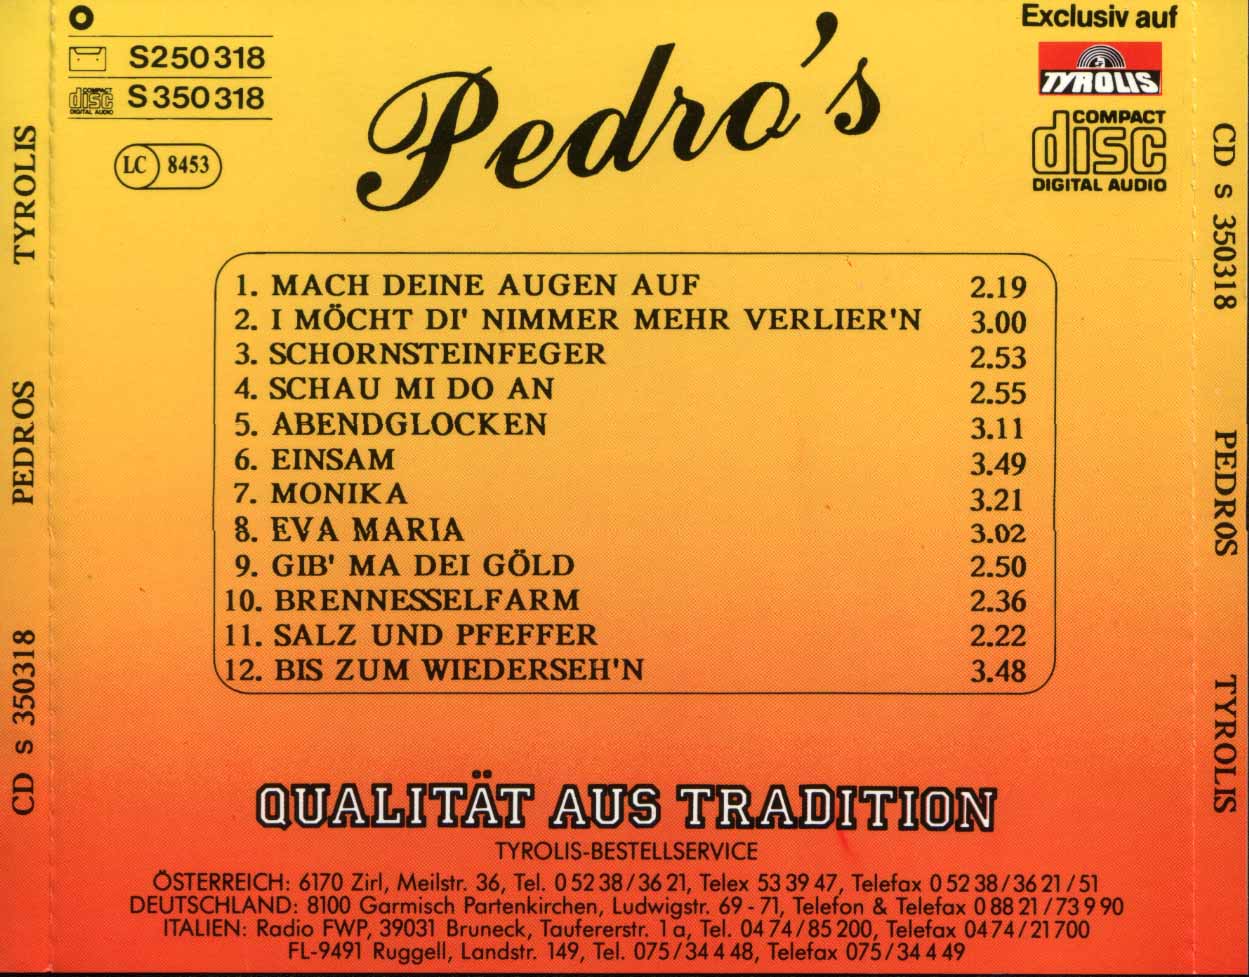 S250318
COMPACT disc DIGITAL AUDIO S 350318
LC 8453
Pedro's
Exclusiv auf
TYROLIS
COMPACT
disc
DIGITAL AUDIO
1. MACH DEINE AUGEN AUF 2.19
2. I MÖCHT DI' NIMMER MEHR VERLIER'N 3.00
3. SCHORNSTEINFEGER 2.53
4. SCHAU MI DO AN 2.55
5. ABENDGLOCKEN 3.11
6. EINSAM 3.49
7. MONIKA 3.21
8. EVA MARIA 3.02
9. GIB' MA DEI GÖLD 2.50
10. BRENNESSELFARM 2.36
11. SALZ UND PFEFFER 2.22
12. BIS ZUM WIEDERSEH'N 3.48
QUALITÄT AUS TRADITION
TYROLIS-BESTELLSERVICE
ÖSTERREICH: 6170 Zirl, Meilstr. 36, Tel. 0 52 38/36 21, Telex 53 39 47, Telefax 0 52 38/36 21/51
DEUTSCHLAND: 8100 Garmisch Partenkirchen, Ludwigstr. 69 - 71, Telefon & Telefax 0 88 21/73 9 90
ITALIEN: Radio FWP, 39031 Bruneck, Taufererstr. 1 a, Tel. 04 74/85 200, Telefax 04 74/21 700
FL-9491 Ruggell, Landstr. 149, Tel. 075/34 4 48, Telefax 075/34 4 49
CD s 350318 PEDROS TYROLIS
CD s 350318 PEDROS TYROLIS